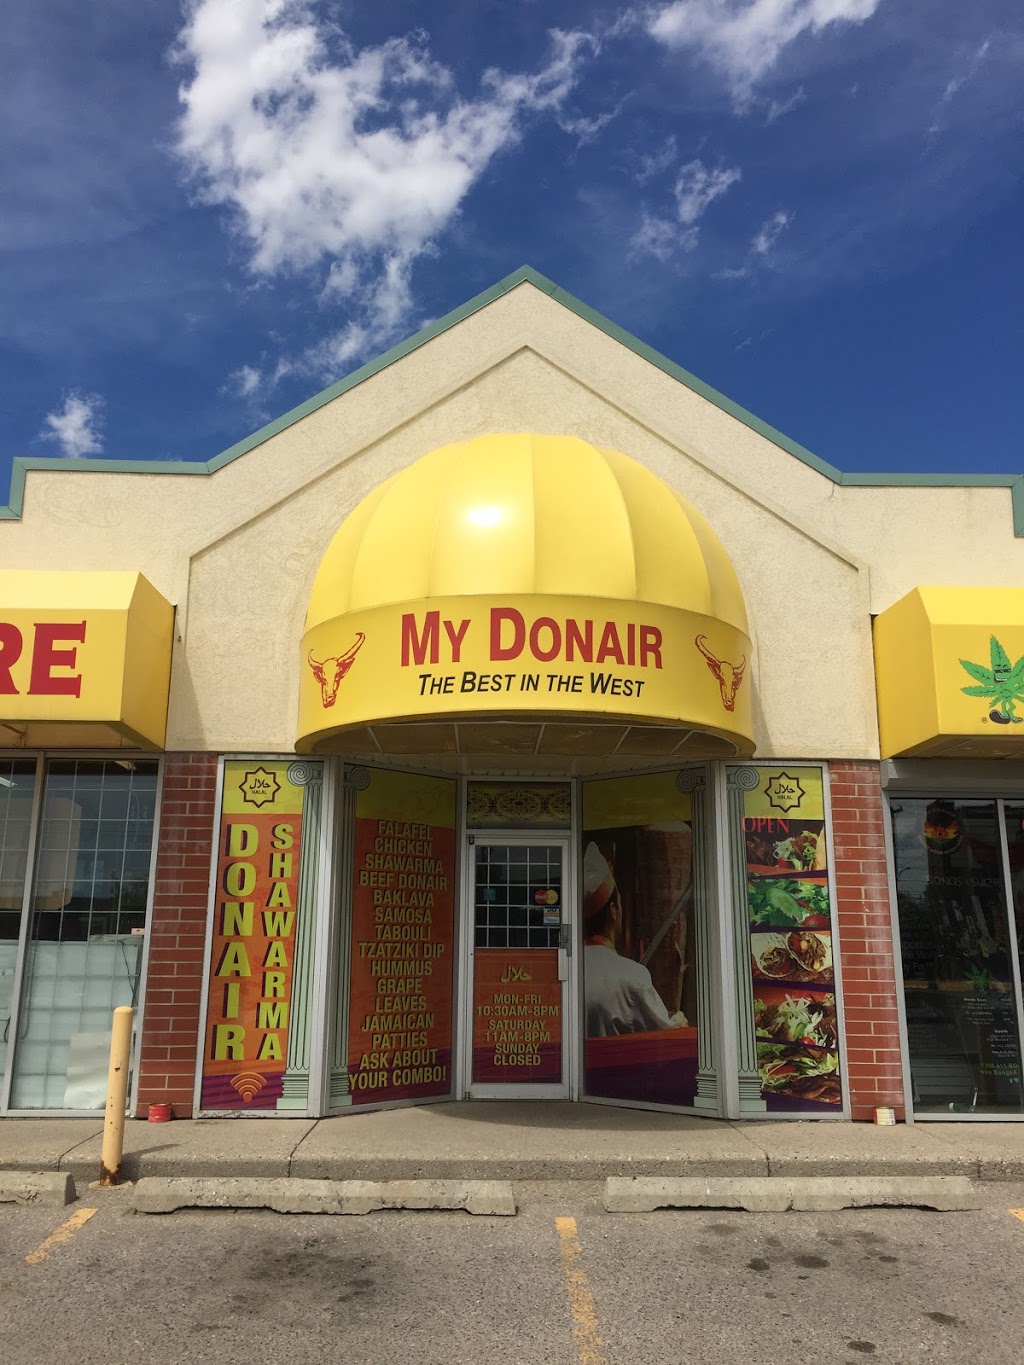 RE
MY DONAIR
THE BEST IN THE WEST
®
حلال
HALAL
DONAIR
SHAWARMA
FALAFEL
CHICKEN
SHAWARMA
BEEF DONAIR
BAKLAVA
SAMOSA
TABOULI
TZATZIKI DIP
HUMMUS
GRAPE
LEAVES
JAMAICAN
PATTIES
ASK ABOUT
YOUR COMBO!
حلال
MON-FRI
10:30AM-8PM
SATURDAY
11AM-8PM
SUNDAY
CLOSED
حلال
HALAL
OPEN